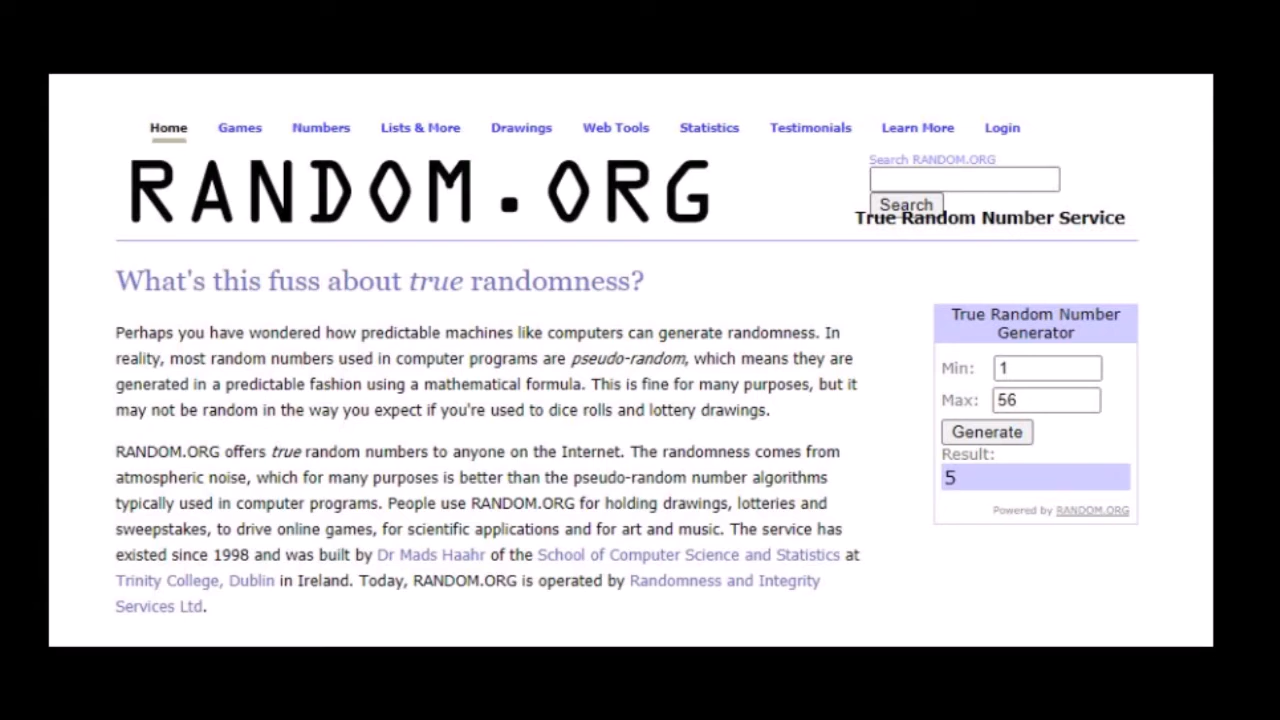 Home Games Numbers Lists & More Drawings Web Tools Statistics Testimonials Learn More Login
RANDOM.ORG
Search RANDOM.ORG
Search
True Random Number Service
What's this fuss about true randomness?
Perhaps you have wondered how predictable machines like computers can generate randomness. In
reality, most random numbers used in computer programs are pseudo-random, which means they are
generated in a predictable fashion using a mathematical formula. This is fine for many purposes, but it
may not be random in the way you expect if you're used to dice rolls and lottery drawings.
RANDOM.ORG offers true random numbers to anyone on the Internet. The randomness comes from
atmospheric noise, which for many purposes is better than the pseudo-random number algorithms
typically used in computer programs. People use RANDOM.ORG for holding drawings, lotteries and
sweepstakes, to drive online games, for scientific applications and for art and music. The service has
existed since 1998 and was built by Dr Mads Haahr of the School of Computer Science and Statistics at
Trinity College, Dublin in Ireland. Today, RANDOM.ORG is operated by Randomness and Integrity
Services Ltd.
True Random Number
Generator
Min: 1
Max: 56
Generate
Result:
5
Powered by RANDOM.ORG